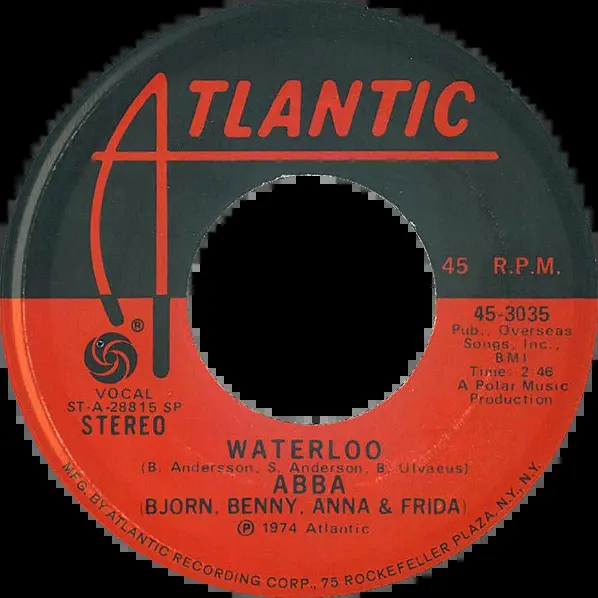 ATLANTIC
45 R.P.M.
45-3035
Pub., Overseas
Songs, Inc.,
BMI
Time: 2 46
A Polar Music
Production
®
VOCAL
ST-A-28815 SP
STEREO
WATERLOO
(B. Andersson, S. Anderson, B. Ulvaeus)
ABBA
(BJORN, BENNY, ANNA & FRIDA)
℗ 1974 Atlantic
MFG. BY ATLANTIC RECORDING CORP., 75 ROCKEFELLER PLAZA, N.Y., N.Y.